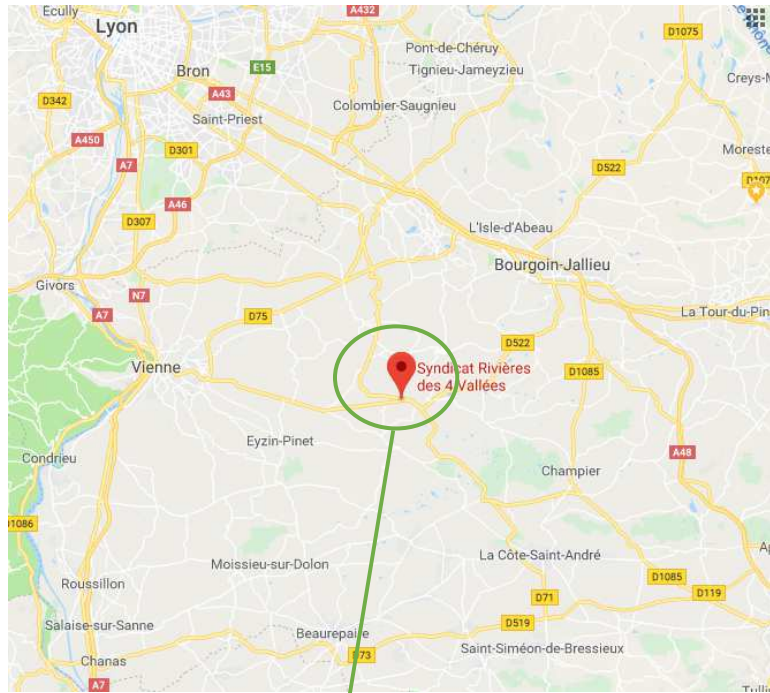 Ecully
A432
Lyon
D1075
Pont-de-Chéruy
Bron
E15
Tignieu-Jameyzieu
Creys-M
A43
D342
Colombier-Saugnieu
Saint-Priest
A450
D301
Moreste
A7
D522
D107
A46
D307
L'Isle-d'Abeau
Bourgoin-Jallieu
Givors
N7
A7
D75
La Tour-du-Pin
D522
Vienne
Syndicat Rivières
des 4 Vallées
D1085
Eyzin-Pinet
Condrieu
A48
Champier
D1086
La Côte-Saint-André
Moissieu-sur-Dolon
Roussillon
D1085
D119
D71
Salaise-sur-Sanne
D519
Beaurepaire
Saint-Siméon-de-Bressieux
D73
Chanas
A7
Tullin